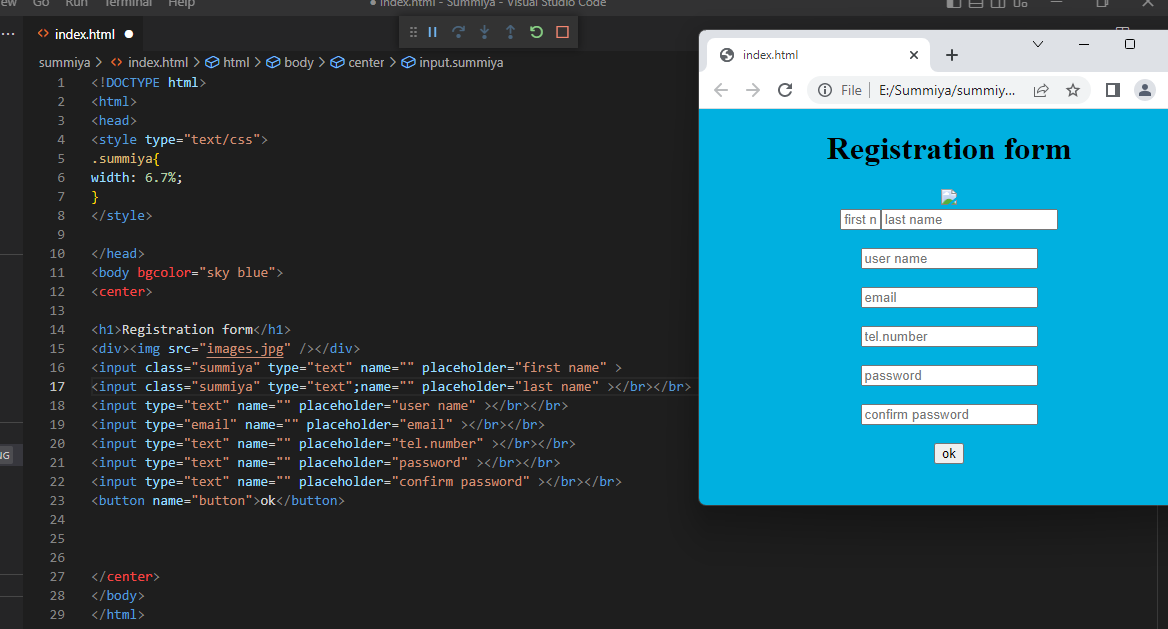 Go Run Terminal Help
index.html - Summiya - Visual Studio Code
index.html
summiya > index.html > html > body > center > input.summiya
1 <!DOCTYPE html>
2 <html>
3 <head>
4 <style type="text/css">
5 .summiya{
6 width: 6.7%;
7 }
8 </style>
9
10 </head>
11 <body bgcolor="sky blue">
12 <center>
13
14 <h1>Registration form</h1>
15 <div><img src="images.jpg" /></div>
16 <input class="summiya" type="text" name="" placeholder="first name" >
17 <input class="summiya" type="text";name="" placeholder="last name" ></br></br>
18 <input type="text" name="" placeholder="user name" ></br></br>
19 <input type="email" name="" placeholder="email" ></br></br>
20 <input type="text" name="" placeholder="tel.number" ></br></br>
21 <input type="text" name="" placeholder="password" ></br></br>
22 <input type="text" name="" placeholder="confirm password" ></br></br>
23 <button name="button">ok</button>
24
25
26
27 </center>
28 </body>
29 </html>
index.html
File E:/Summiya/summiy...
Registration form
first n last name
user name
email
tel.number
password
confirm password
ok